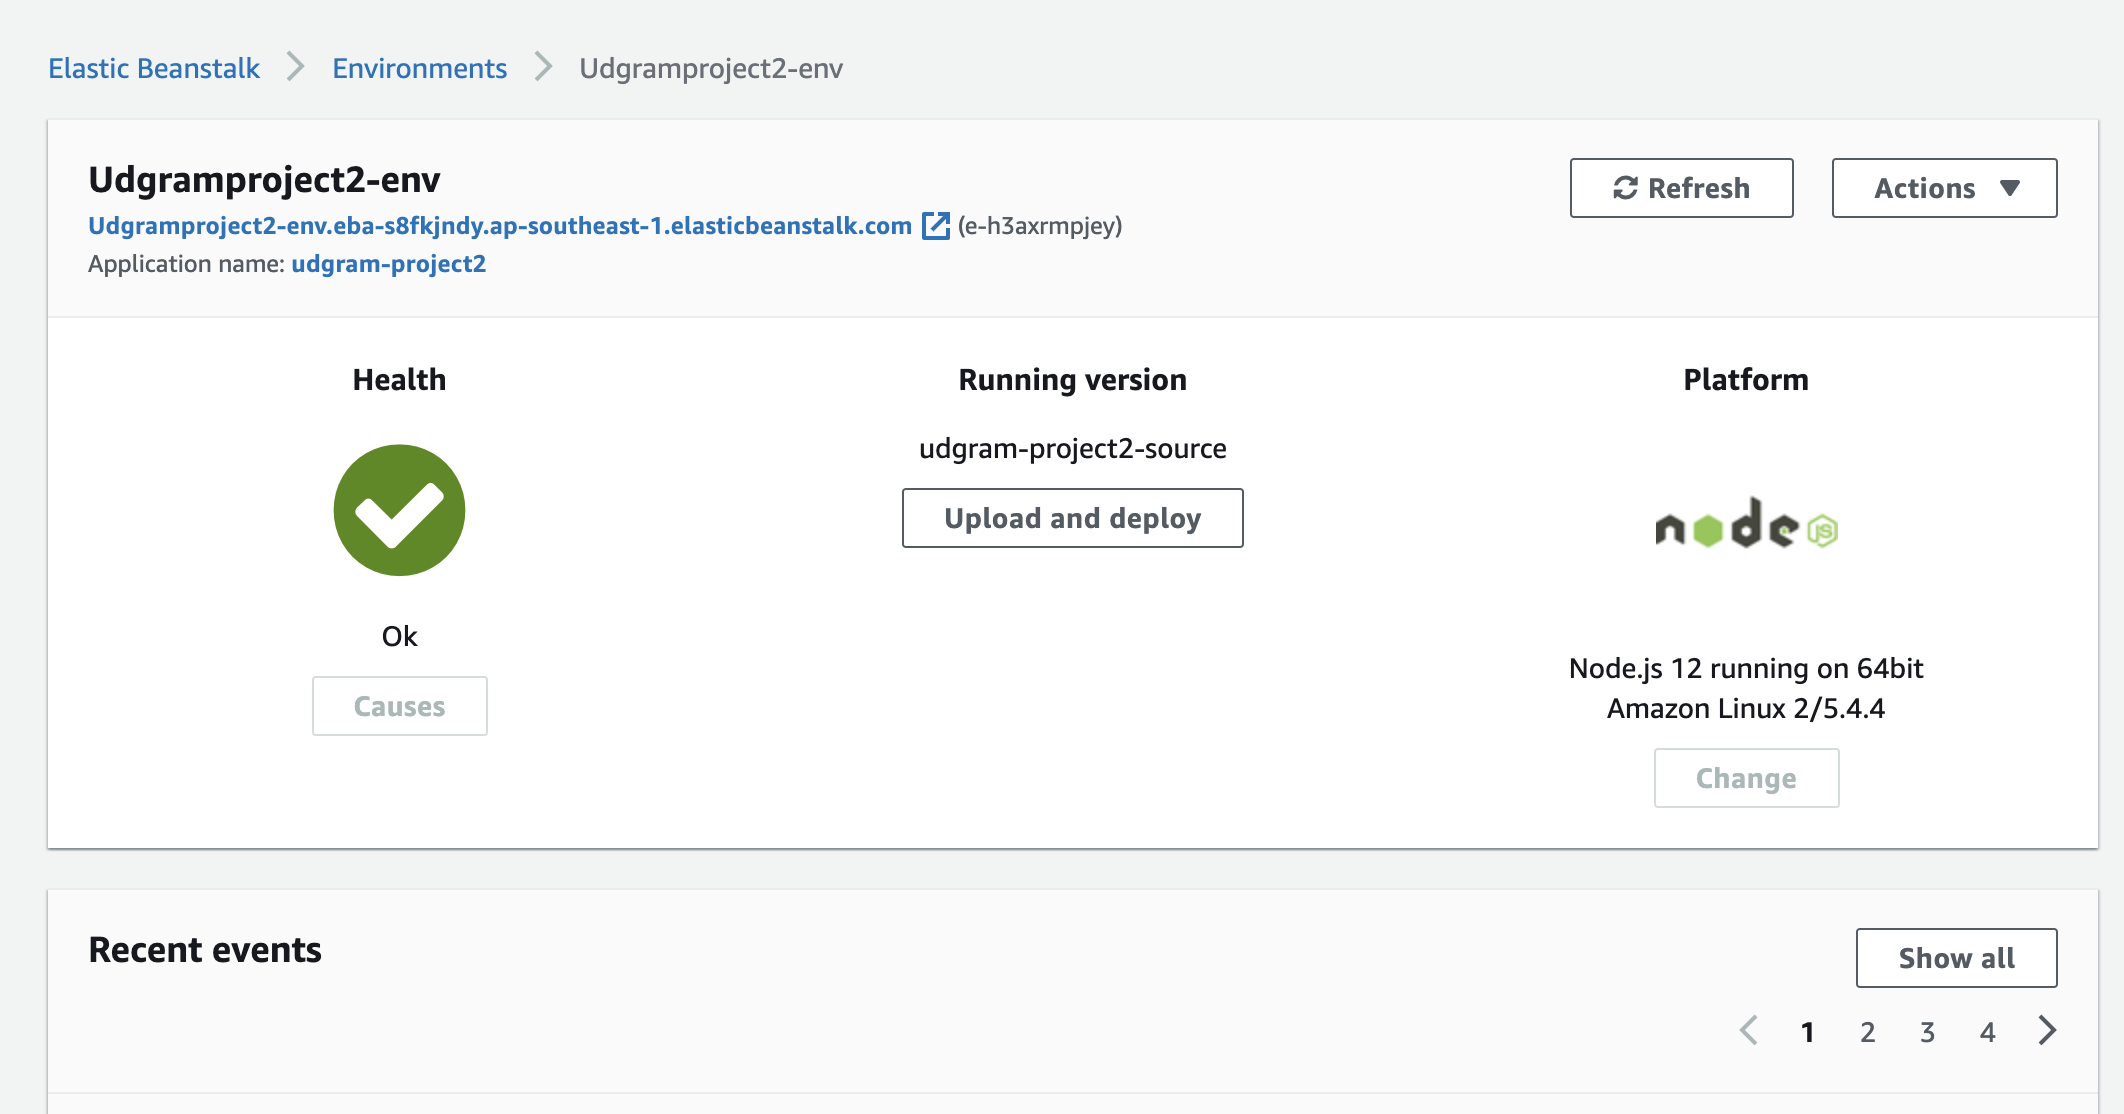 Elastic Beanstalk > Environments > Udgramproject2-env
Udgramproject2-env
Refresh
Actions
Udgramproject2-env.eba-s8fkjndy.ap-southeast-1.elasticbeanstalk.com (e-h3axrmpjey)
Application name: udgram-project2
Health
Running version
Platform
udgram-project2-source
Upload and deploy
node JS
Ok
Causes
Node.js 12 running on 64bit
Amazon Linux 2/5.4.4
Change
Recent events
Show all
1 2 3 4